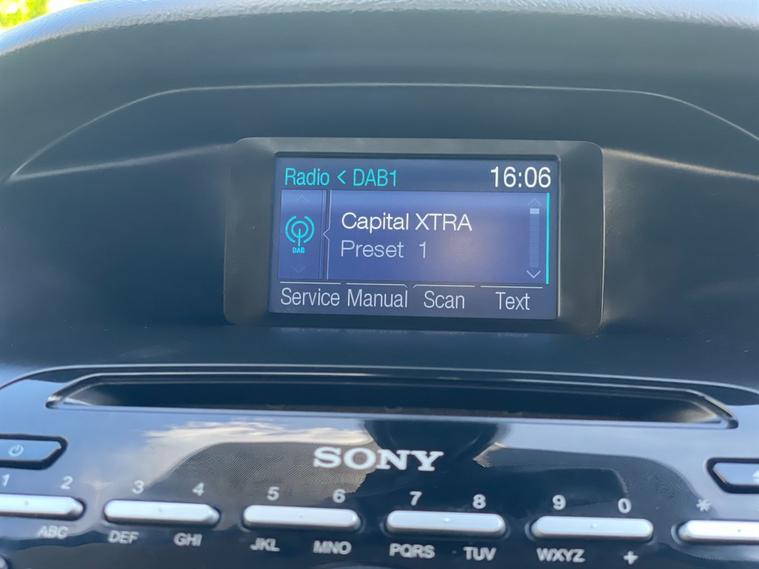 Radio < DAB1 16:06
DAB
Capital XTRA
Preset 1
Service Manual Scan Text
SONY
1 2 3 4 5 6 7 8 9 0 *
ABC DEF GHI JKL MNO PQRS TUV WXYZ +